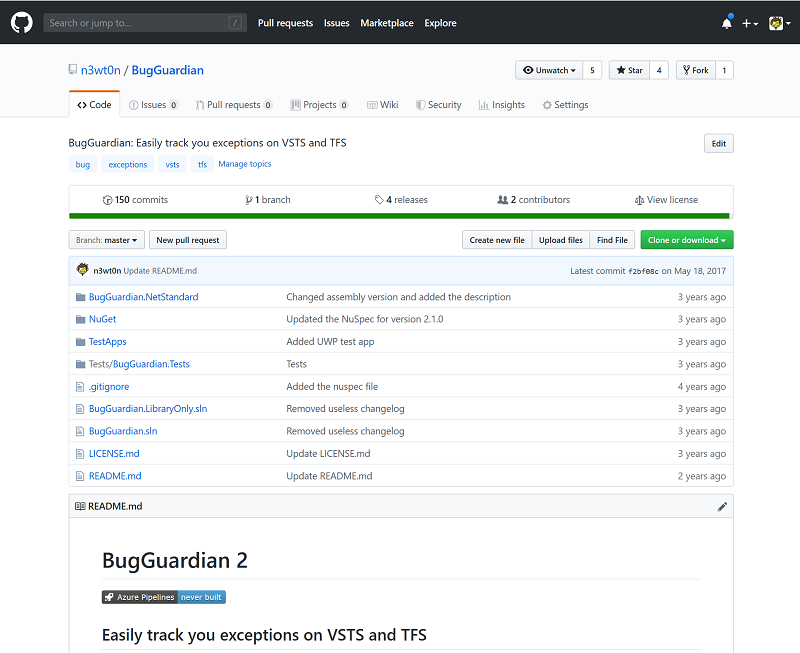 Search or jump to... / Pull requests Issues Marketplace Explore
n3wt0n / BugGuardian Unwatch 5 Star 4 Fork 1
Code Issues 0 Pull requests 0 Projects 0 Wiki Security Insights Settings
BugGuardian: Easily track you exceptions on VSTS and TFS Edit
bug exceptions vsts tfs Manage topics
150 commits 1 branch 4 releases 2 contributors View license
Branch: master New pull request Create new file Upload files Find File Clone or download
n3wt0n Update README.md Latest commit f2bf08c on May 18, 2017
BugGuardian.NetStandard Changed assembly version and added the description 3 years ago
NuGet Updated the NuSpec for version 2.1.0 3 years ago
TestApps Added UWP test app 3 years ago
Tests/BugGuardian.Tests Tests 3 years ago
.gitignore Added the nuspec file 4 years ago
BugGuardian.LibraryOnly.sln Removed useless changelog 3 years ago
BugGuardian.sln Removed useless changelog 3 years ago
LICENSE.md Update LICENSE.md 3 years ago
README.md Update README.md 2 years ago
README.md
BugGuardian 2
Azure Pipelines never built
Easily track you exceptions on VSTS and TFS